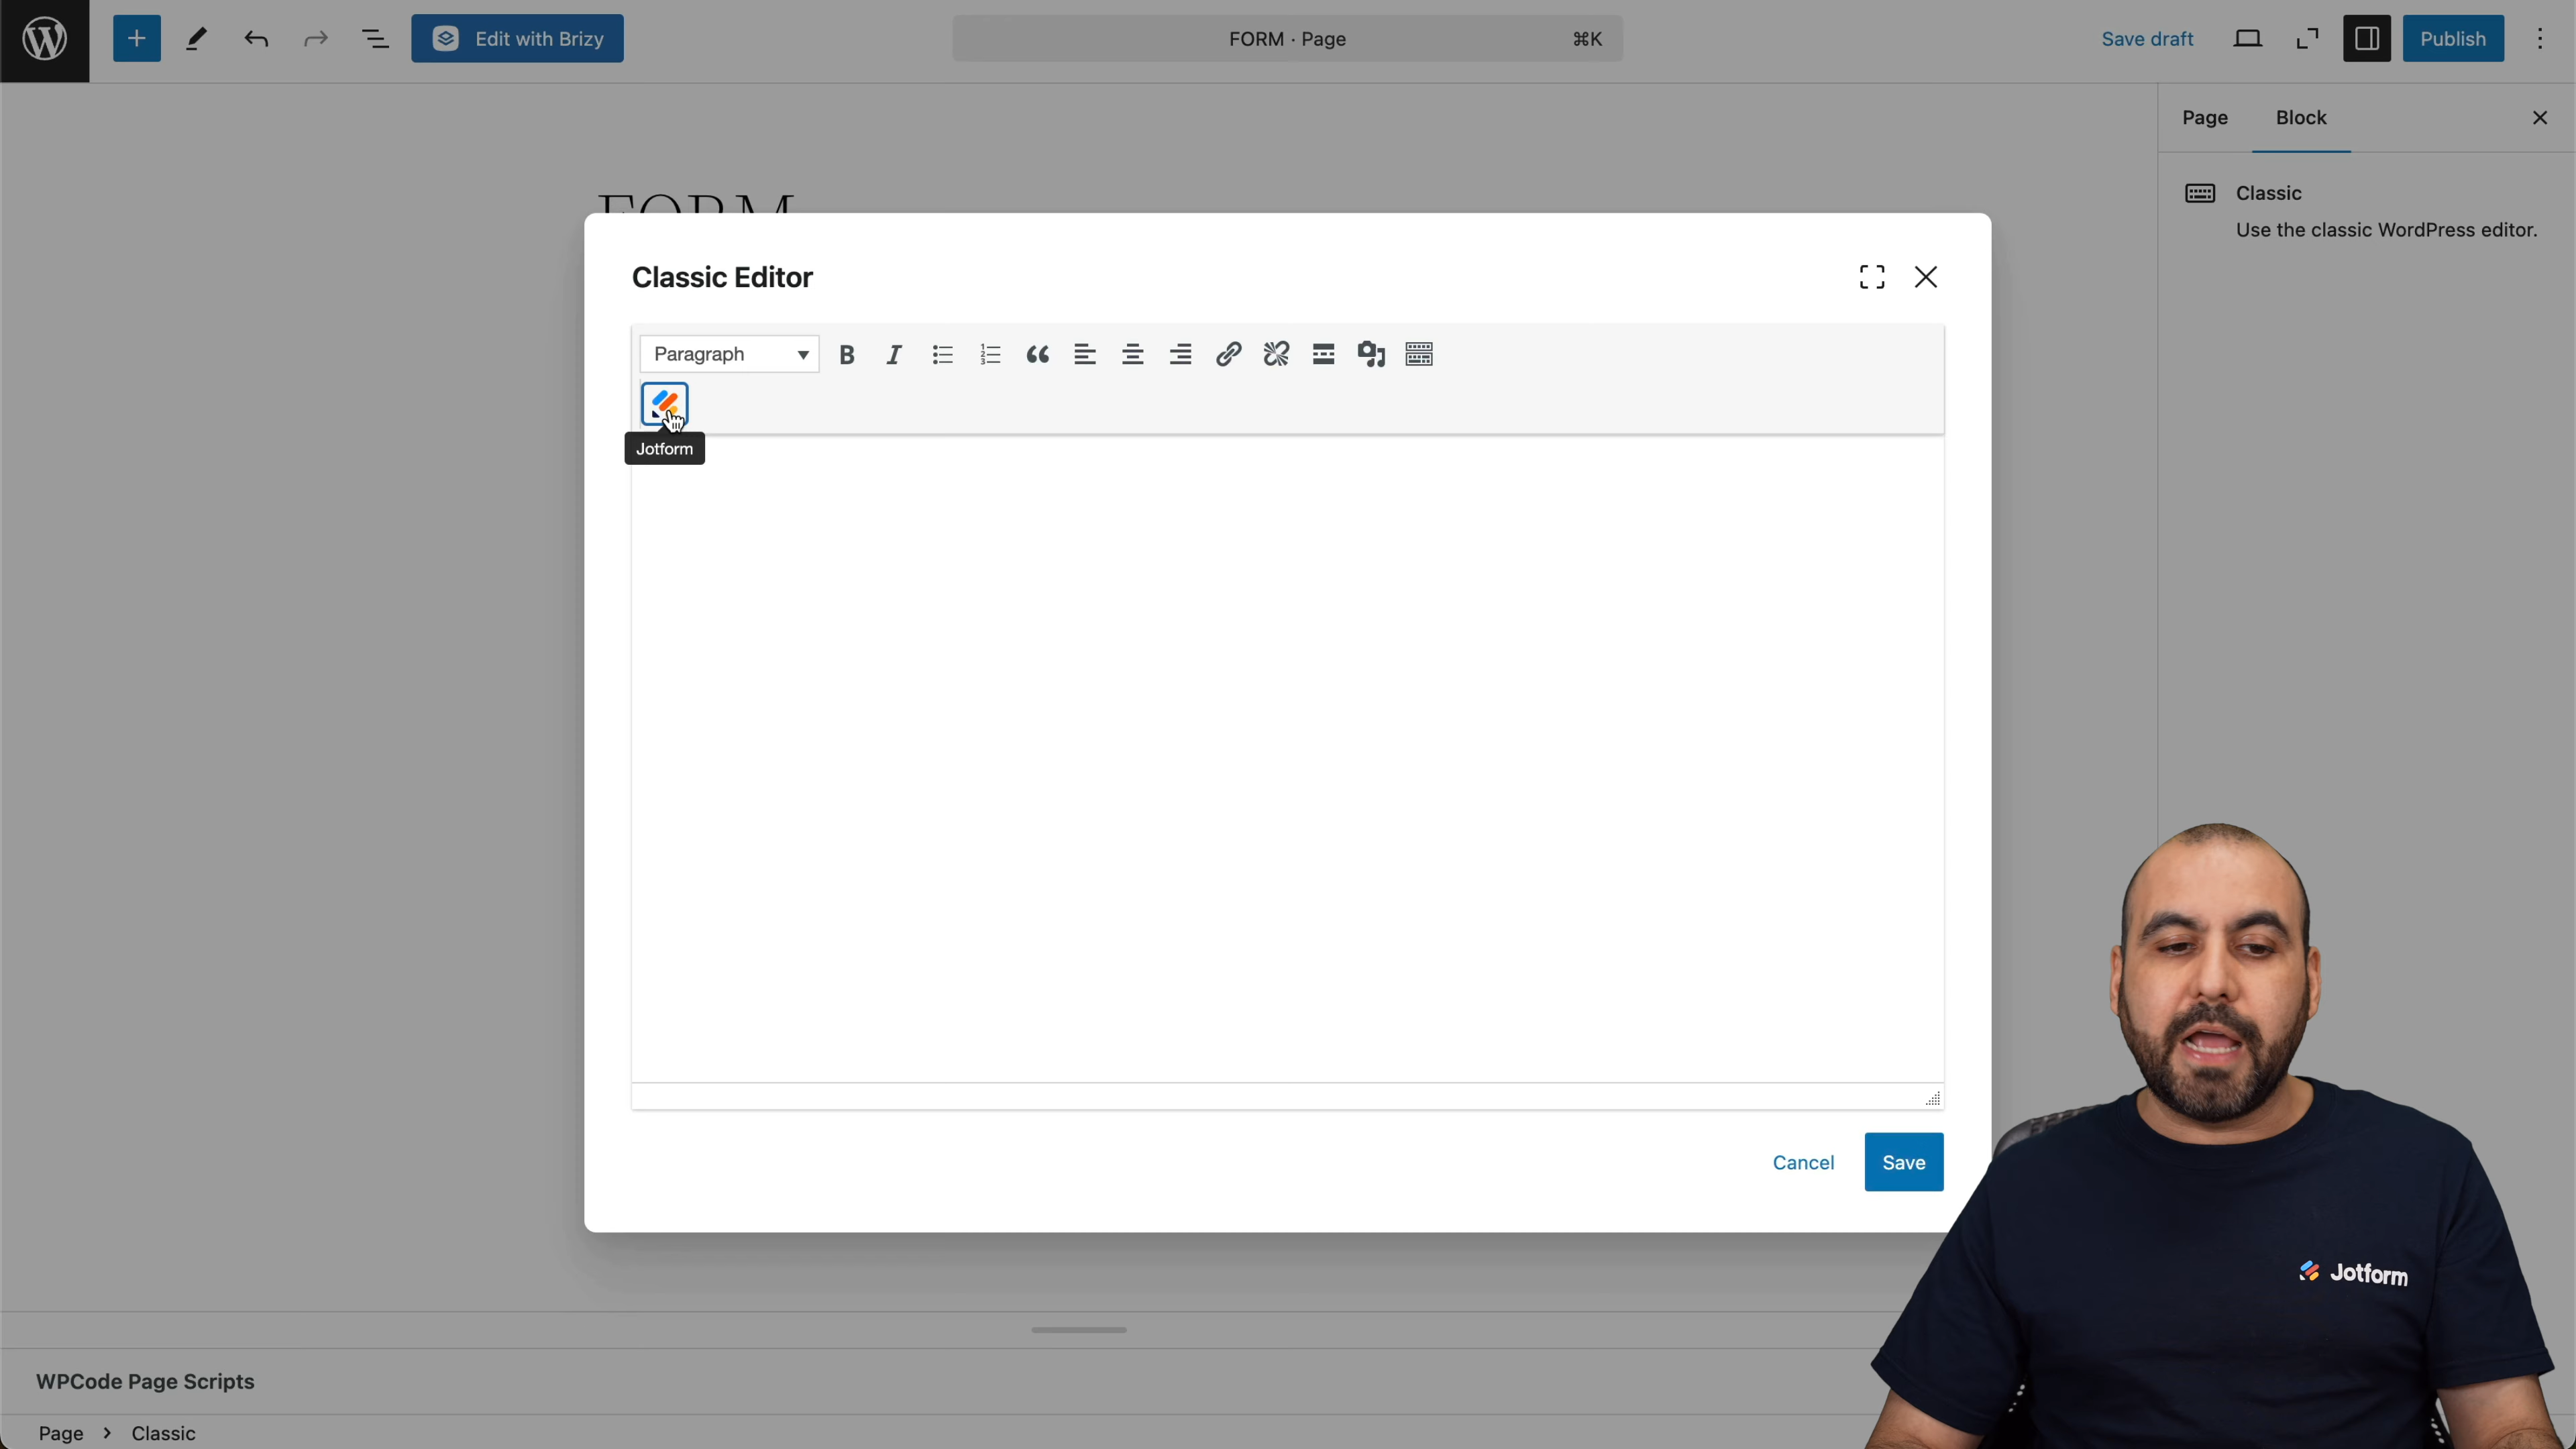 Edit with Brizy
FORM · Page
⌘K
Save draft
Publish
Page
Block
Classic
Use the classic WordPress editor.
FORM
Classic Editor
Paragraph
Jotform
Cancel
Save
Jotform
WPCode Page Scripts
Page > Classic